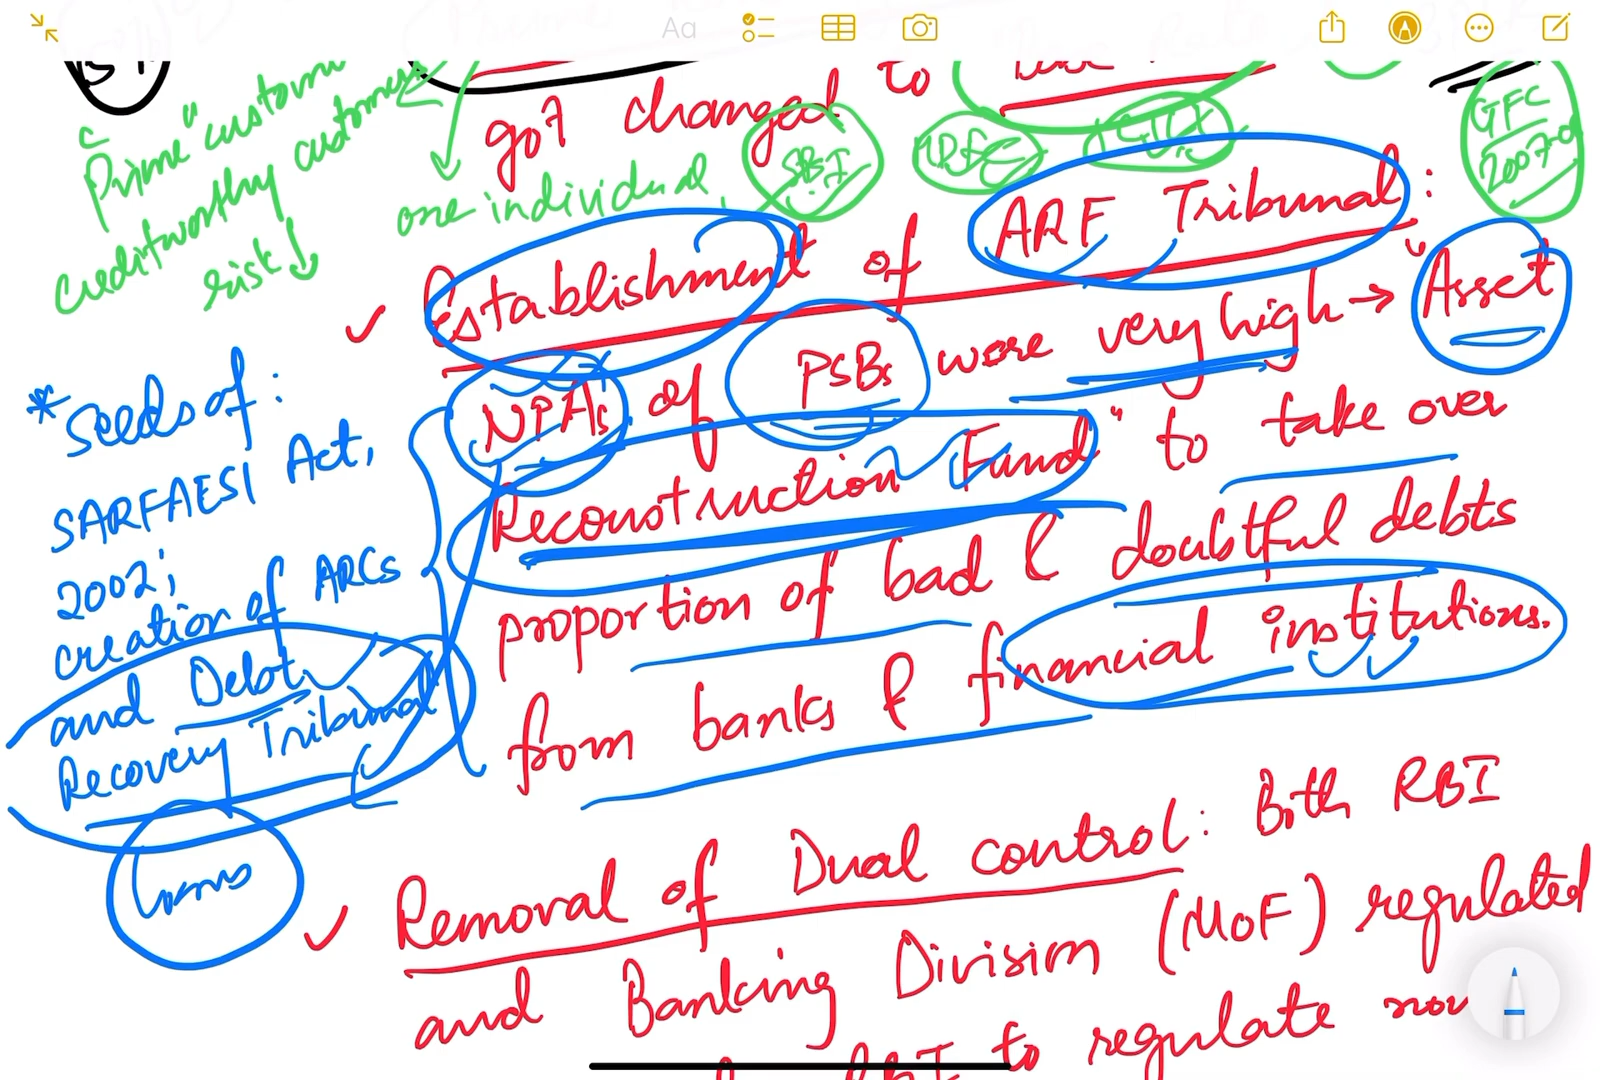 Aa
got changed to
"Prime" customer
creditworthy customers
risk ↓
one individual,
SBI
GFC
2007-0
✓ Establishment of ARF Tribunal:
NPAs of PSBs were very high → "Asset
Reconstruction Fund" to take over
proportion of bad & doubtful debts
from banks & financial institutions.
* Seeds of:
SARFAESI Act,
2002;
creation of ARCs
and Debt
Recovery Tribunal
✓ Removal of Dual control: Both RBI
and Banking Division (MoF) regulated
to regulate now